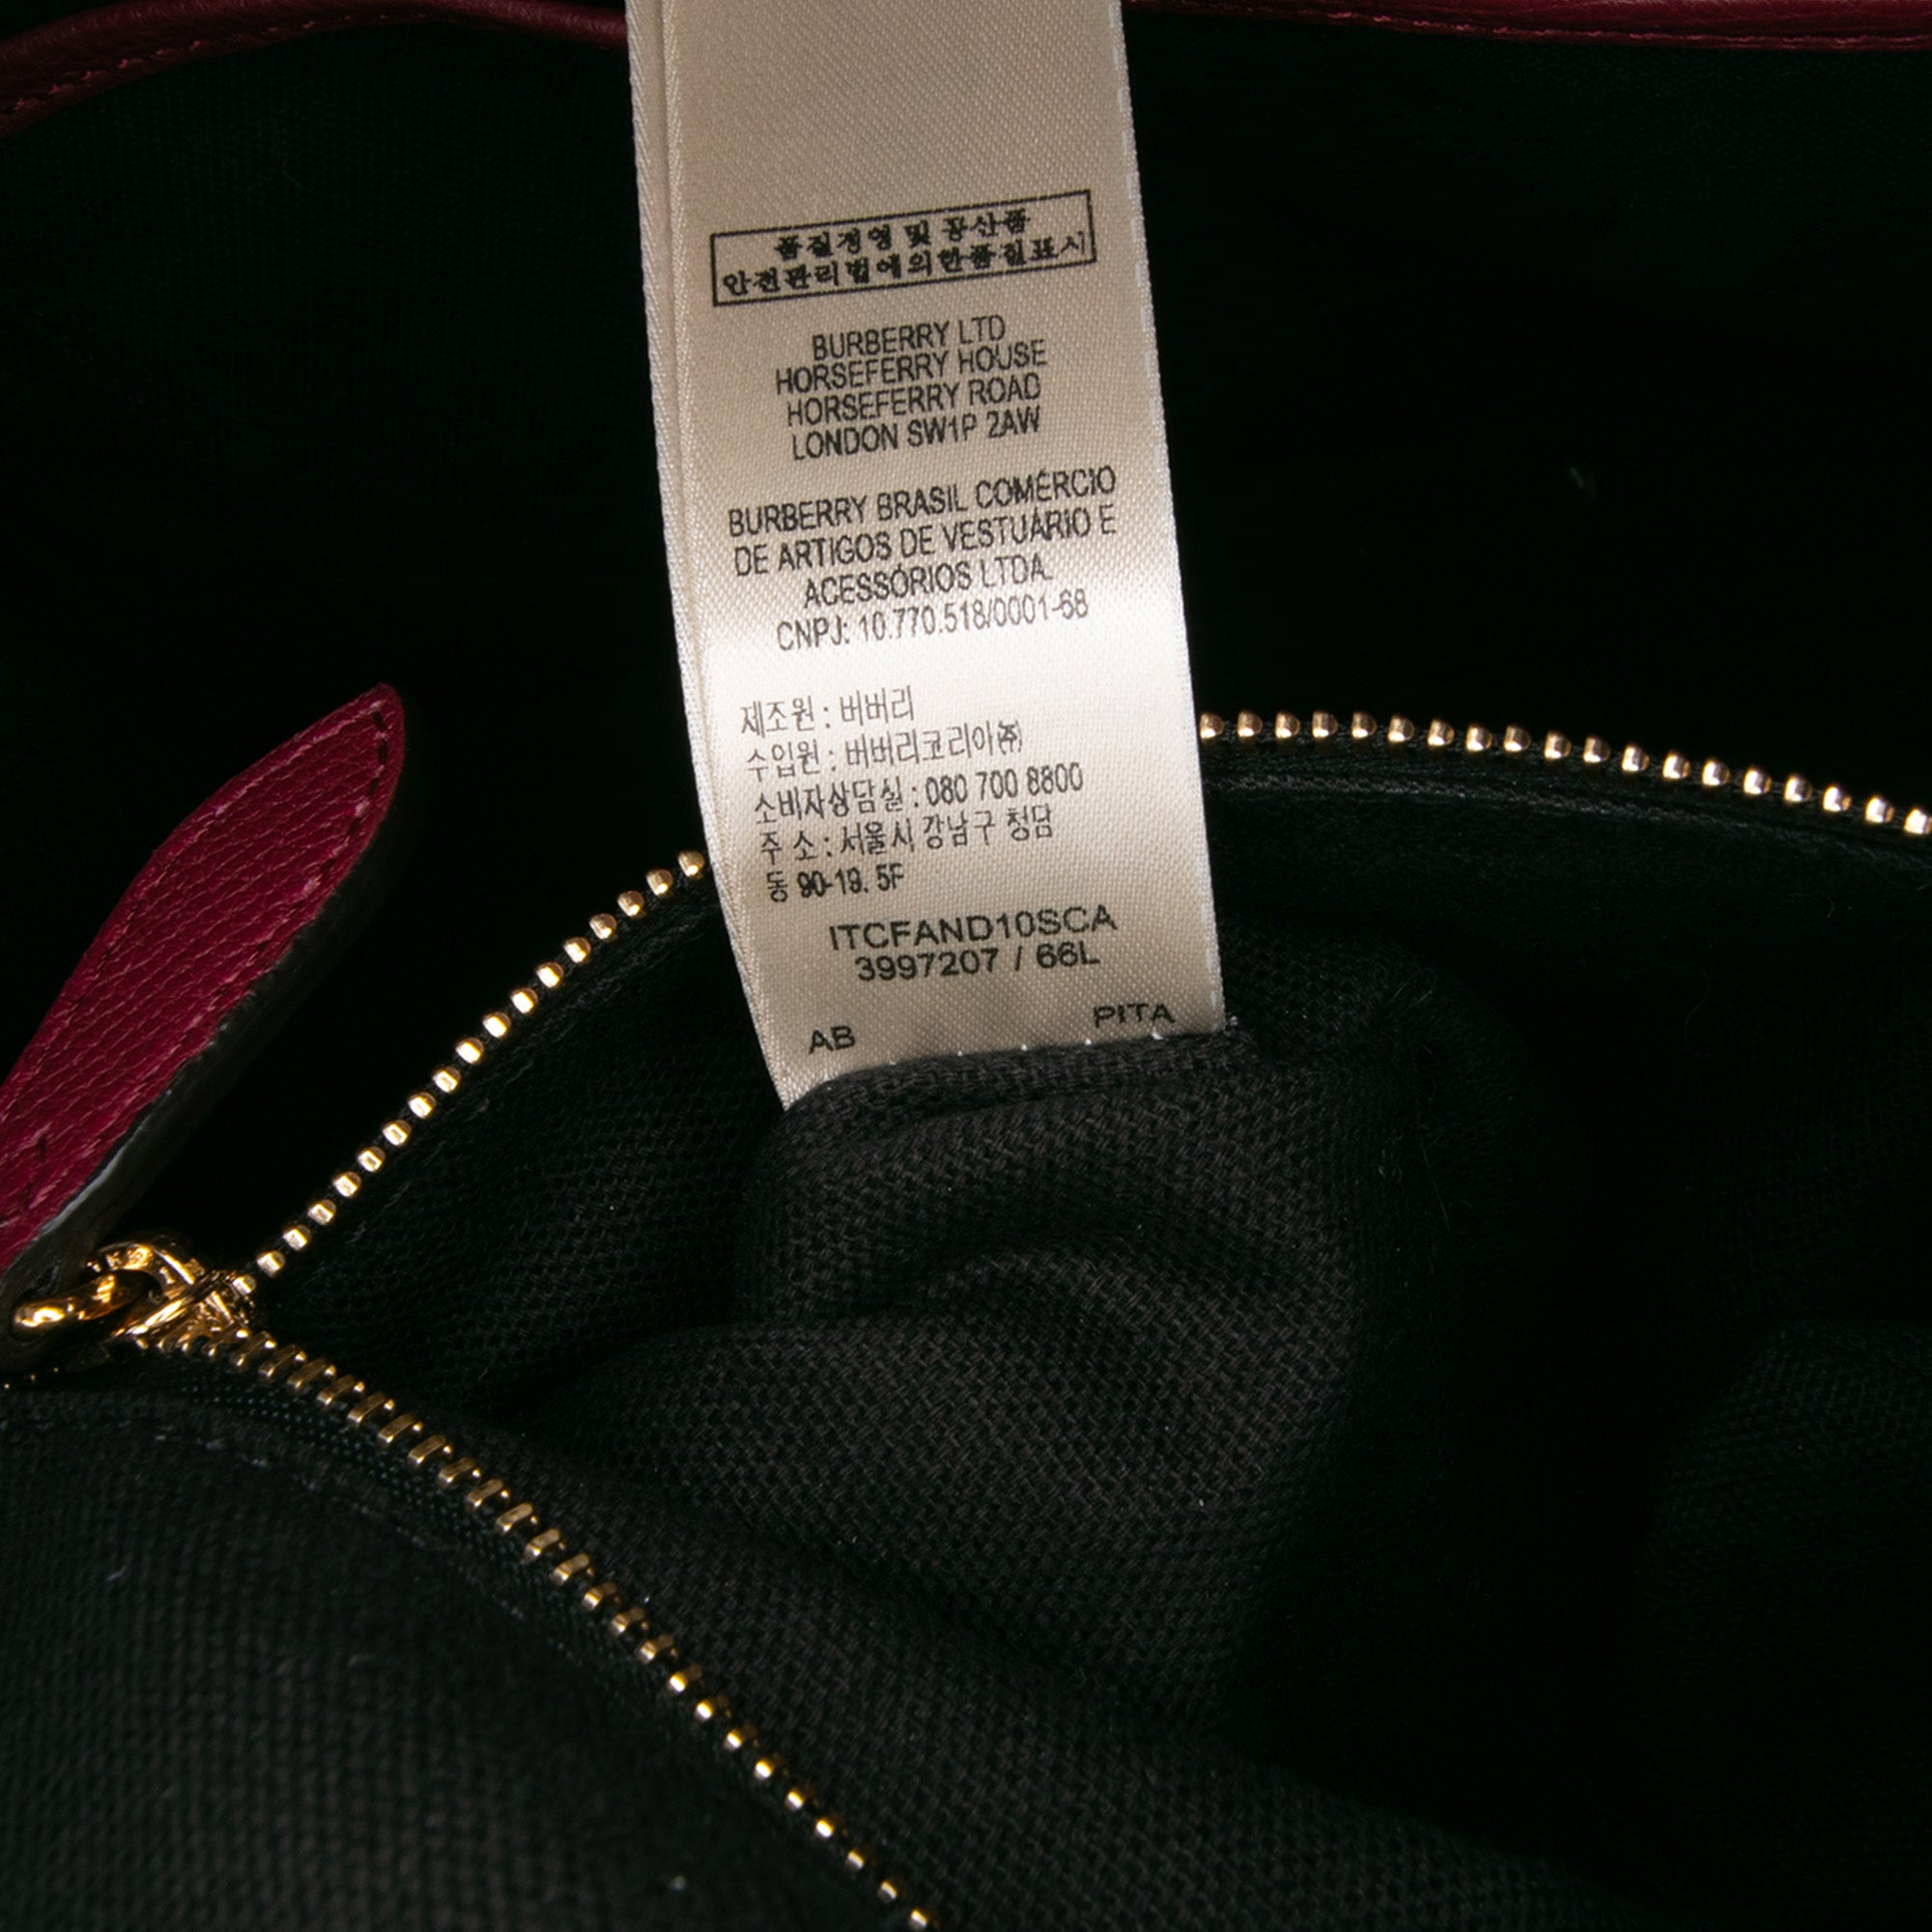 품질경영 및 공산품
안전관리법에의한품질표시
BURBERRY LTD
HORSEFERRY HOUSE
HORSEFERRY ROAD
LONDON SW1P 2AW
BURBERRY BRASIL COMÉRCIO
DE ARTIGOS DE VESTUÁRIO E
ACESSÓRIOS LTDA.
CNPJ: 10.770.518/0001-68
제조원 : 버버리
수입원 : 버버리코리아㈜
소비자상담실 : 080 700 8800
주 소 : 서울시 강남구 청담
동 90-19. 5F
ITCFAND10SCA
3997207 / 66L
AB PITA